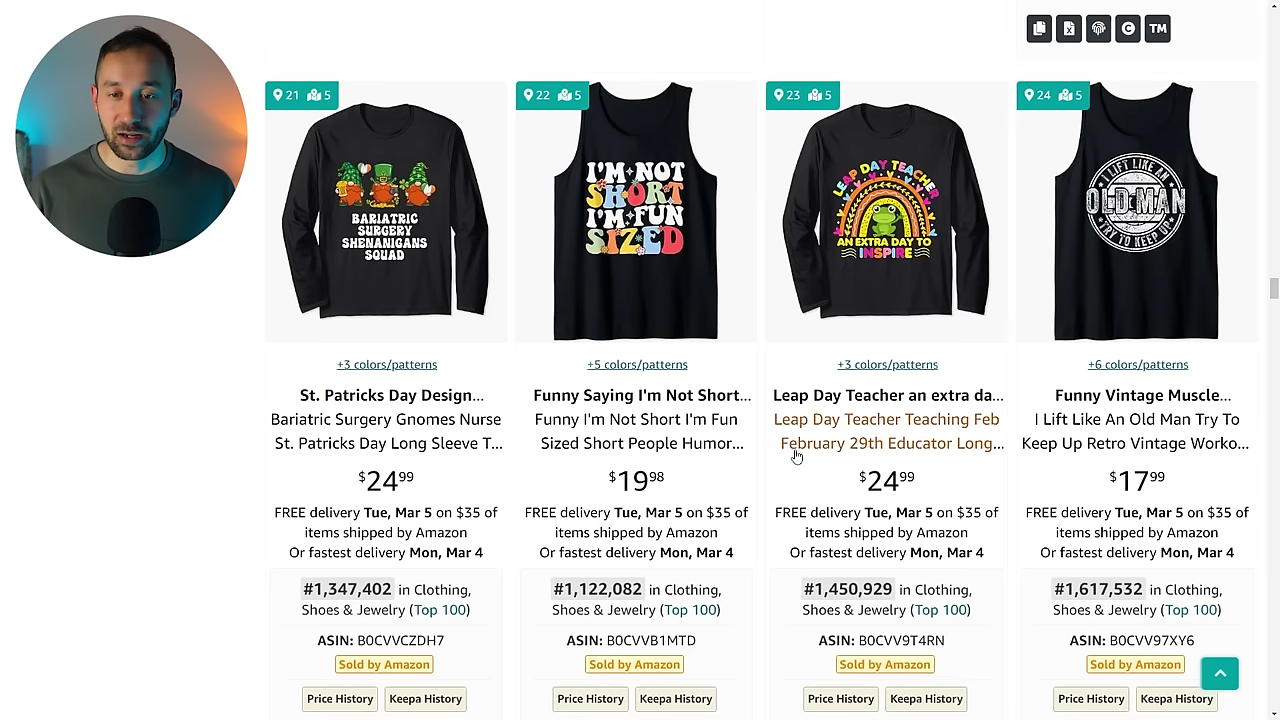 TM
21 5
22 5
23 5
24 5
BARIATRIC
SURGERY
SHENANIGANS
SQUAD
I'M NOT
SHORT
I'M FUN
SIZED
LEAP DAY TEACHER
AN EXTRA DAY TO
INSPIRE
I LIFT LIKE AN
OLD MAN
TRY TO KEEP UP
+3 colors/patterns
+5 colors/patterns
+3 colors/patterns
+6 colors/patterns
St. Patricks Day Design...
Bariatric Surgery Gnomes Nurse
St. Patricks Day Long Sleeve T...
Funny Saying I'm Not Short...
Funny I'm Not Short I'm Fun
Sized Short People Humor...
Leap Day Teacher an extra da...
Leap Day Teacher Teaching Feb
February 29th Educator Long...
Funny Vintage Muscle...
I Lift Like An Old Man Try To
Keep Up Retro Vintage Worko...
$24.99
$19.98
$24.99
$17.99
FREE delivery Tue, Mar 5 on $35 of
items shipped by Amazon
Or fastest delivery Mon, Mar 4
FREE delivery Tue, Mar 5 on $35 of
items shipped by Amazon
Or fastest delivery Mon, Mar 4
FREE delivery Tue, Mar 5 on $35 of
items shipped by Amazon
Or fastest delivery Mon, Mar 4
FREE delivery Tue, Mar 5 on $35 of
items shipped by Amazon
Or fastest delivery Mon, Mar 4
#1,347,402 in Clothing,
Shoes & Jewelry (Top 100)
#1,122,082 in Clothing,
Shoes & Jewelry (Top 100)
#1,450,929 in Clothing,
Shoes & Jewelry (Top 100)
#1,617,532 in Clothing,
Shoes & Jewelry (Top 100)
ASIN: B0CVVCZDH7
ASIN: B0CVVB1MTD
ASIN: B0CVV9T4RN
ASIN: B0CVV97XY6
Sold by Amazon
Sold by Amazon
Sold by Amazon
Sold by Amazon
Price History Keepa History
Price History Keepa History
Price History Keepa History
Price History Keepa History